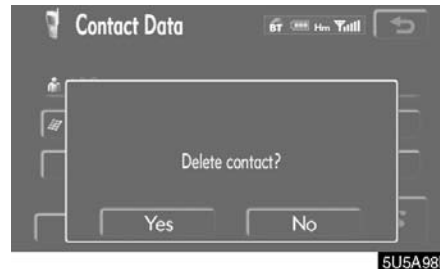 Contact Data
BT Hm
Delete contact?
Yes No
5U5A98